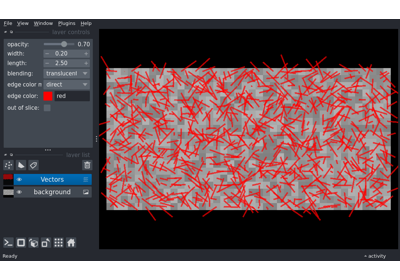 File View Window Plugins Help
layer controls
opacity: 0.70
width: 0.20
length: 2.50
blending: translucent
edge color m direct
edge color: red
out of slice:
layer list
Vectors
background
Ready activity